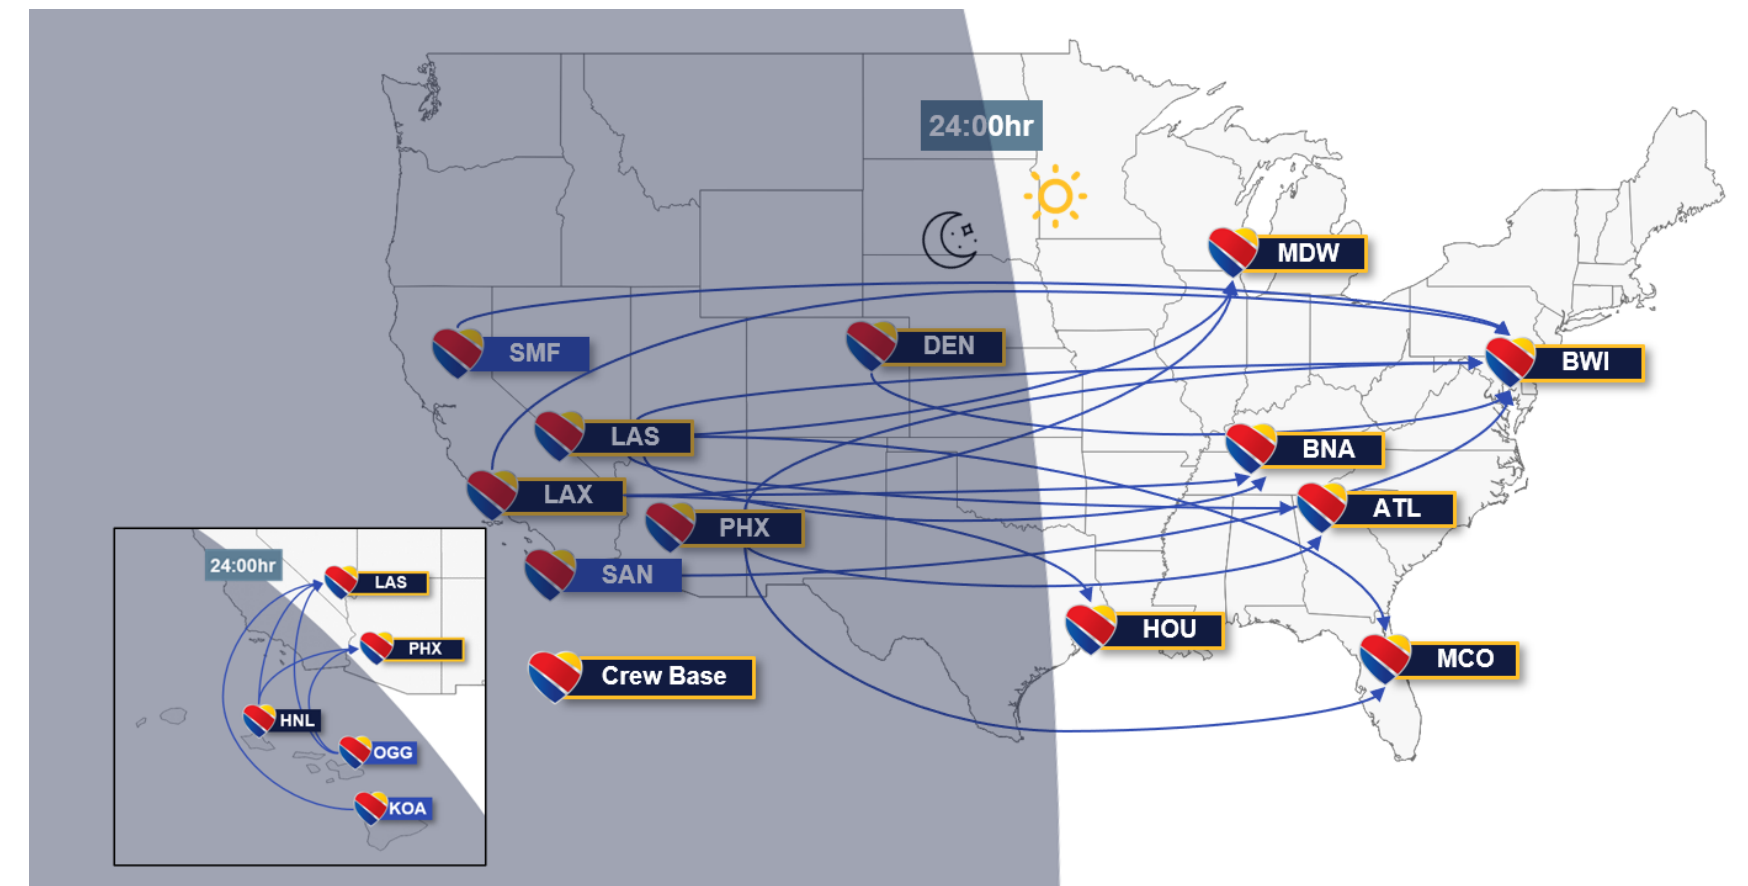 24:00hr
MDW
SMF
DEN
BWI
LAS
BNA
LAX
ATL
PHX
SAN
HOU
MCO
Crew Base
24:00hr
LAS
PHX
HNL
OGG
KOA